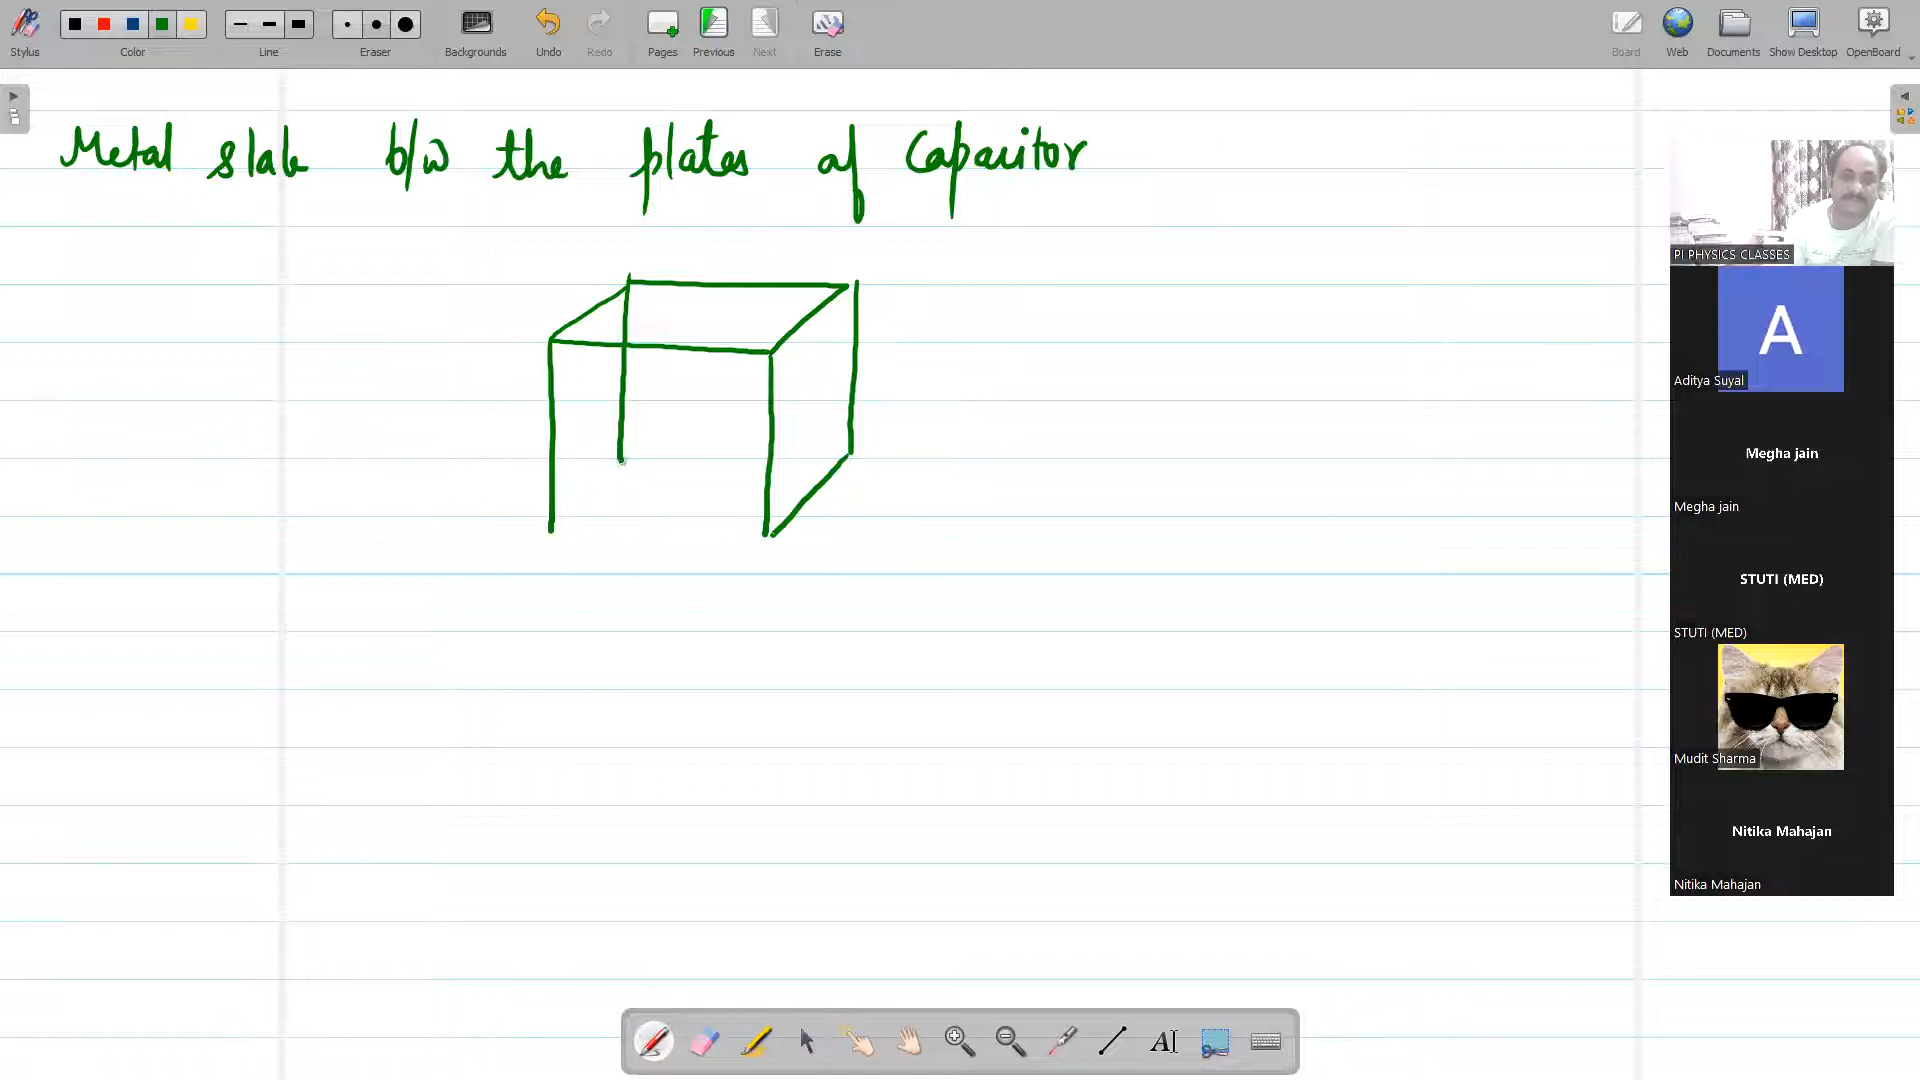 Stylus
Color
Line
Eraser
Backgrounds
Undo
Redo
Pages
Previous
Next
Erase
Board
Web
Documents
Show Desktop
OpenBoard
Metal slab b/w the plates of Capacitor
PI PHYSICS CLASSES
A
Aditya Suyal
Megha jain
Megha jain
STUTI (MED)
STUTI (MED)
Mudit Sharma
Nitika Mahajan
Nitika Mahajan